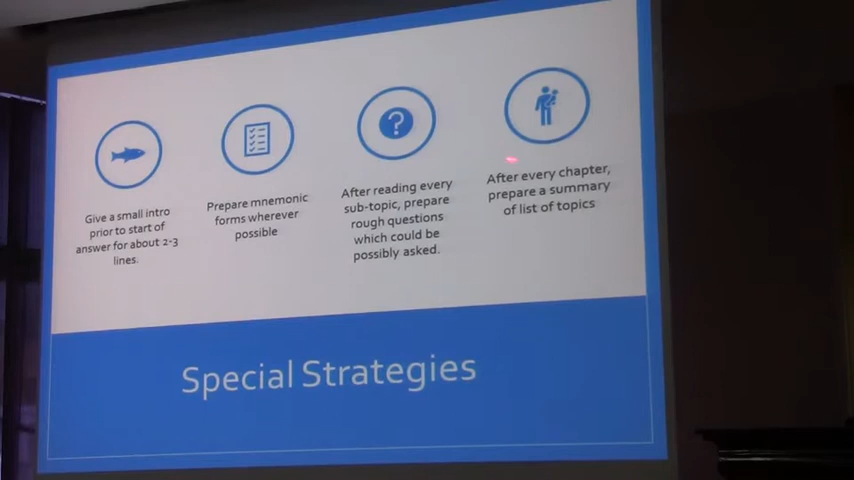 Give a small intro
prior to start of
answer for about 2-3
lines.
Prepare mnemonic
forms wherever
possible
After reading every
sub-topic, prepare
rough questions
which could be
possibly asked.
After every chapter,
prepare a summary
of list of topics
Special Strategies